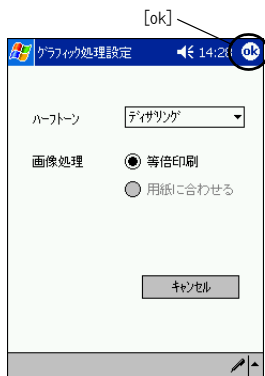 [ok]
ｸﾞﾗﾌｨｯｸ処理設定 14:28 ok
ﾊｰﾌﾄｰﾝ ﾃﾞｨｻﾞﾘﾝｸﾞ
画像処理 等倍印刷
用紙に合わせる
ｷｬﾝｾﾙ